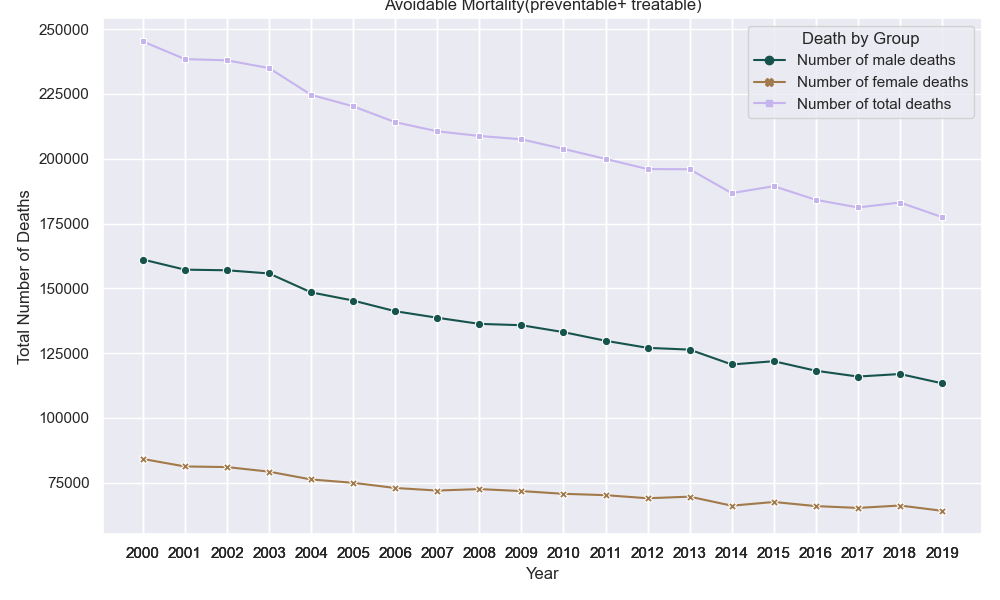 Avoidable Mortality(preventable+ treatable)
Death by Group
Number of male deaths
Number of female deaths
Number of total deaths
Total Number of Deaths
250000
225000
200000
175000
150000
125000
100000
75000
2000 2001 2002 2003 2004 2005 2006 2007 2008 2009 2010 2011 2012 2013 2014 2015 2016 2017 2018 2019
Year